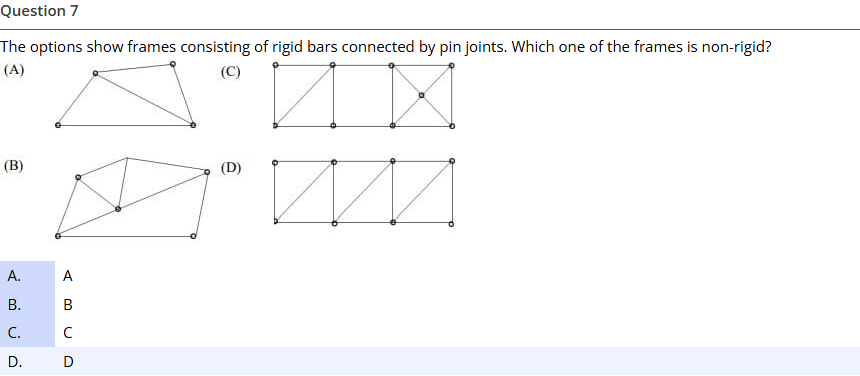 Question 7
The options show frames consisting of rigid bars connected by pin joints. Which one of the frames is non-rigid?
(A) (C)
(B) (D)
A. A
B. B
C. C
D. D